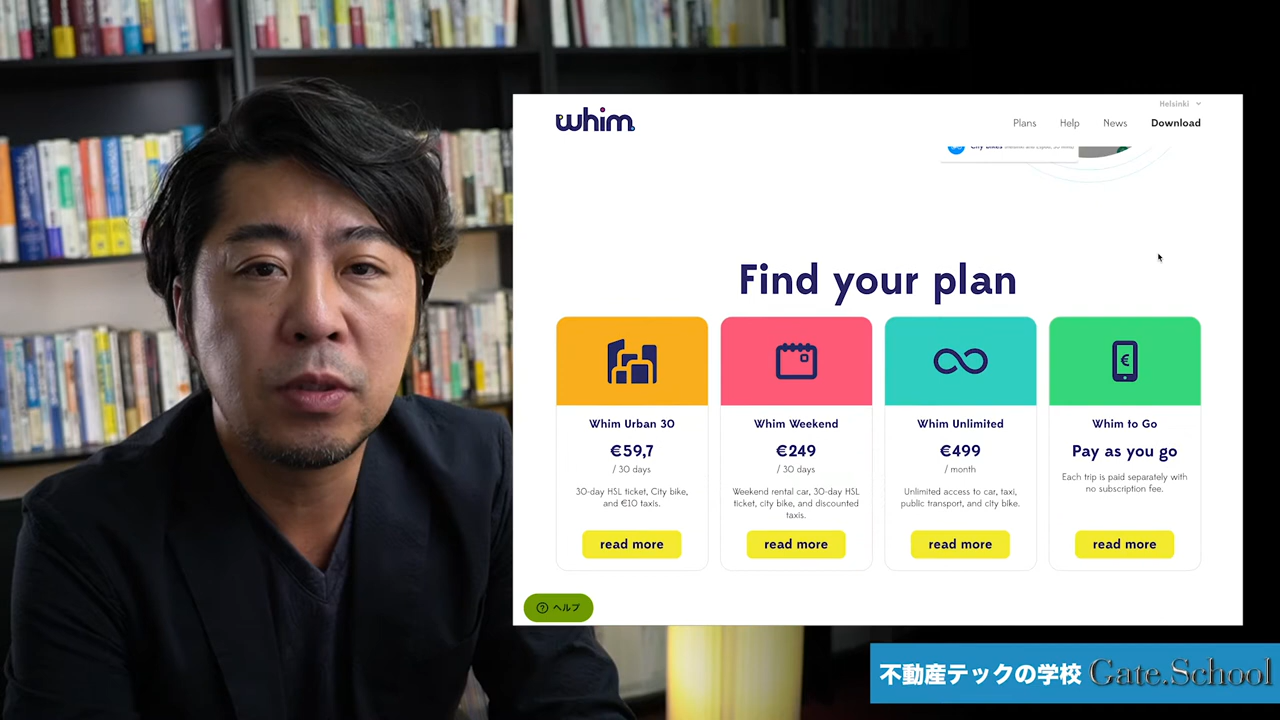 Helsinki
whim
Plans
Help
News
Download
City Bikes
Find your plan
Whim Urban 30
€59,7
/ 30 days
30-day HSL ticket, City bike,
and €10 taxis.
read more
Whim Weekend
€249
/ 30 days
Weekend rental car, 30-day HSL
ticket, city bike, and discounted
taxis.
read more
Whim Unlimited
€499
/ month
Unlimited access to car, taxi,
public transport, and city bike.
read more
€
Whim to Go
Pay as you go
Each trip is paid separately with
no subscription fee.
read more
? ヘルプ
不動産テックの学校 Gate.School